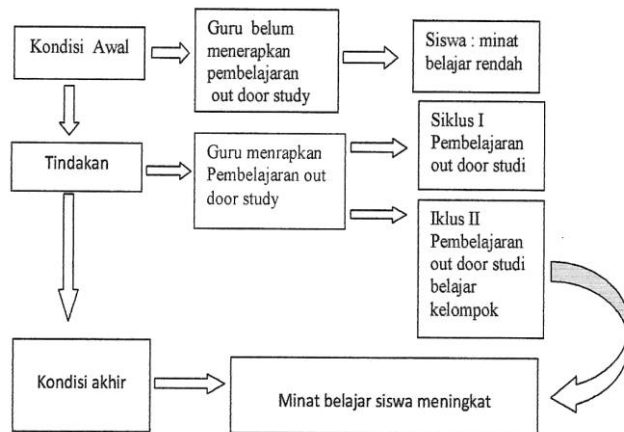 Kondisi Awal
Guru belum
menerapkan
pembelajaran
out door study
Siswa : minat
belajar rendah
Tindakan
Guru menrapkan
Pembelajaran out
door study
Siklus I
Pembelajaran
out door studi
Iklus II
Pembelajaran
out door studi
belajar
kelompok
Kondisi akhir
Minat belajar siswa meningkat